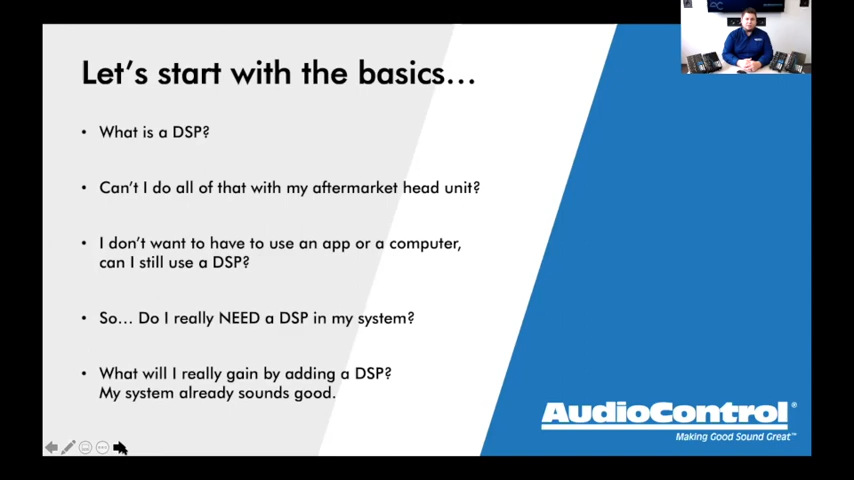 Let's start with the basics...
• What is a DSP?
• Can't I do all of that with my aftermarket head unit?
• I don't want to have to use an app or a computer,
can I still use a DSP?
• So... Do I really NEED a DSP in my system?
• What will I really gain by adding a DSP?
My system already sounds good.
AudioControl®
Making Good Sound Great™